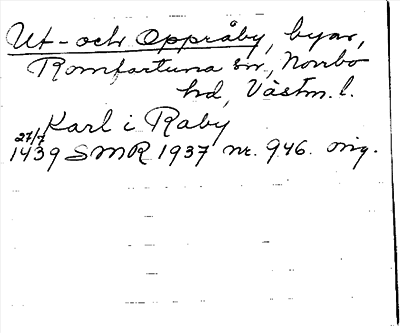 Ut- och Oppråby, byar,
Romfartuna sn, Norrbo
hd, Västm. l.
Karl i Raby
27/7
1439 SMR 1937 nr. 946. orig.